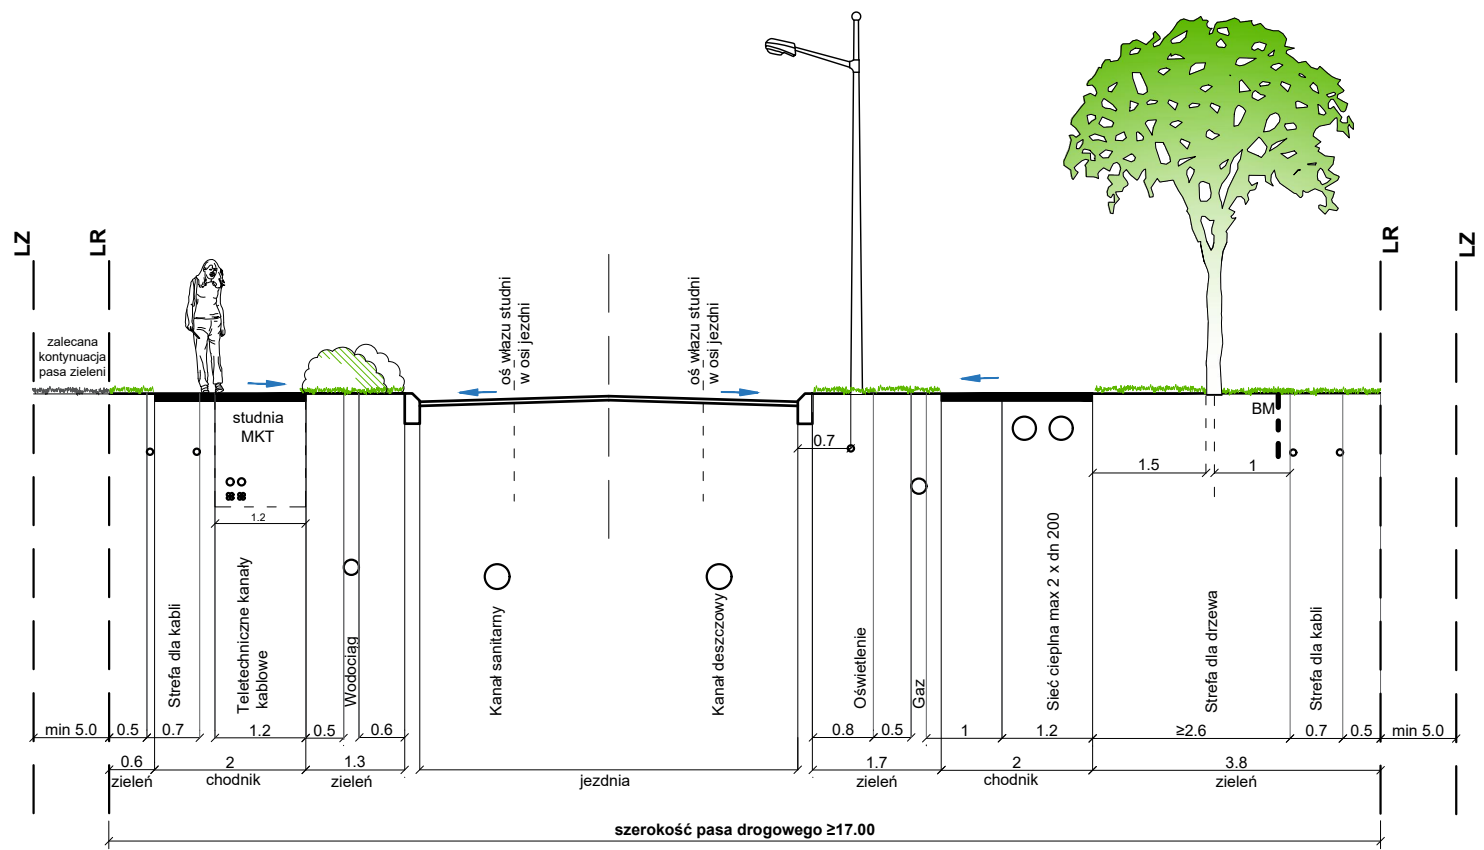 LZ
LR
LR
LZ
zalecana
kontynuacja
pasa zieleni
oś włazu studni
w osi jezdni
oś włazu studni
w osi jezdni
studnia
MKT
BM
0.7
1.5
1
1.2
Strefa dla kabli
Teletechniczne kanały
kablowe
Wodociąg
Kanał sanitarny
Kanał deszczowy
Oświetlenie
Gaz
Sieć cieplna max 2 x dn 200
Strefa dla drzewa
Strefa dla kabli
min 5.0 0.5 0.7 1.2 0.5 0.6 0.8 0.5 1 1.2 ≥2.6 0.7 0.5 min 5.0
0.6 2 1.3 1.7 2 3.8
zieleń chodnik zieleń jezdnia zieleń chodnik zieleń
szerokość pasa drogowego ≥17.00